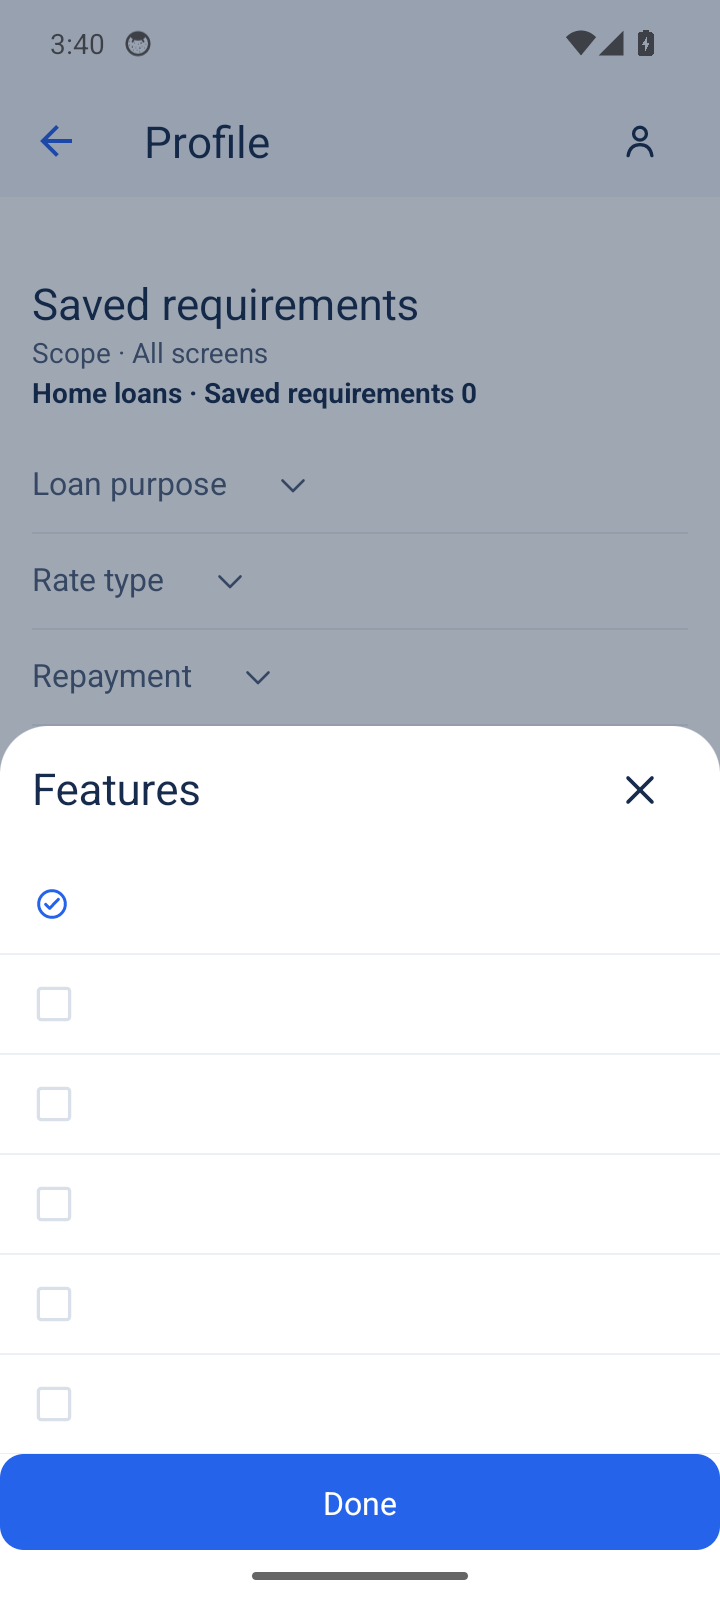 3:40
Profile
Saved requirements
Scope · All screens
Home loans · Saved requirements 0
Loan purpose
Rate type
Repayment
Features
Done